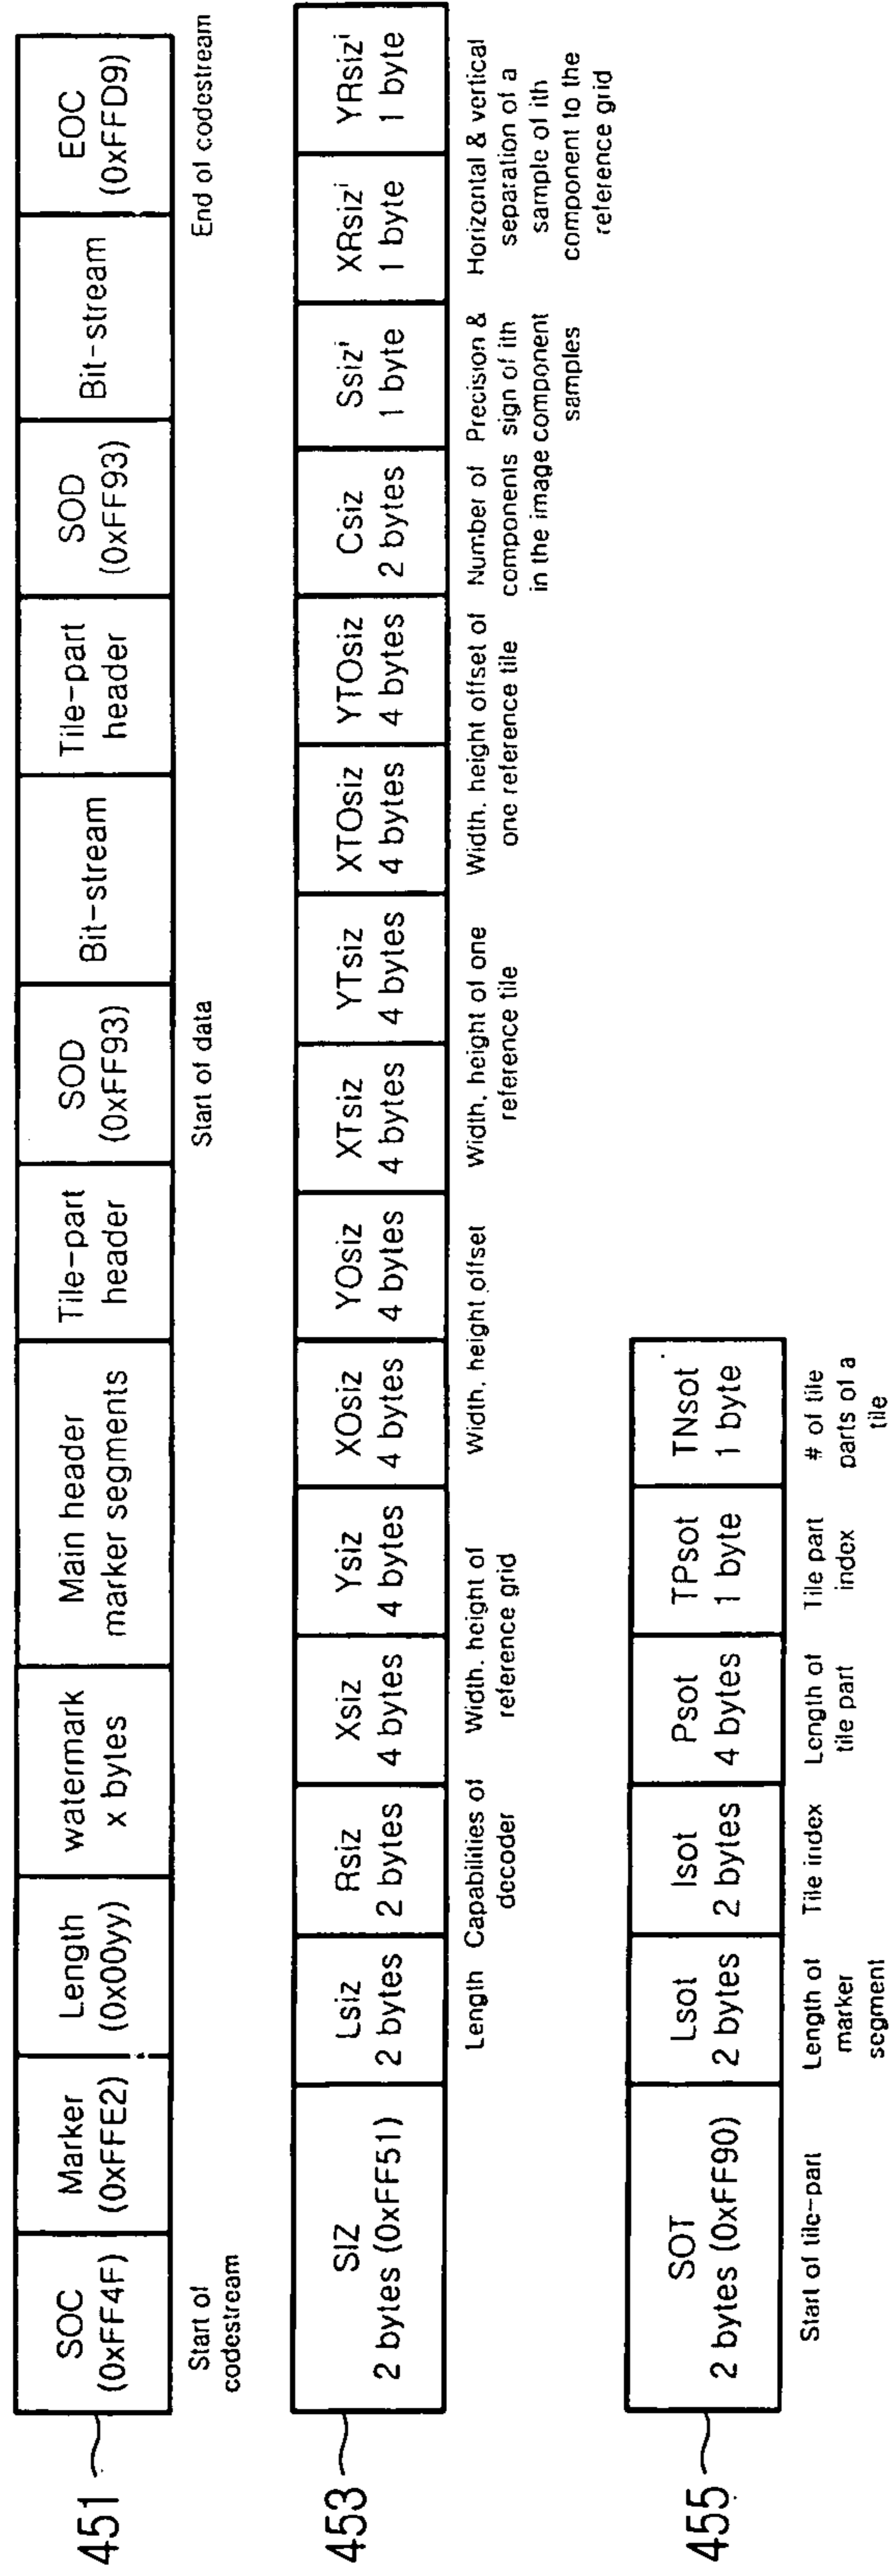 451
SOC
(0xFF4F)
Marker
(0xFFE2)
Length
(0x00yy)
watermark
x bytes
Main header
marker segments
Tile-part
header
SOD
(0xFF93)
Bit-stream
Tile-part
header
SOD
(0xFF93)
Bit-stream
EOC
(0xFFD9)
Start of
codestream
Start of data
End of codestream
453
SIZ
2 bytes (0xFF51)
Lsiz
2 bytes
Rsiz
2 bytes
Xsiz
4 bytes
Ysiz
4 bytes
XOsiz
4 bytes
YOsiz
4 bytes
XTsiz
4 bytes
YTsiz
4 bytes
XTOsiz
4 bytes
YTOsiz
4 bytes
Csiz
2 bytes
Ssizⁱ
1 byte
XRsizⁱ
1 byte
YRsizⁱ
1 byte
Length
Capabilities of
decoder
Width, height of
reference grid
Width, height offset
Width, height of one
reference tile
Width, height offset of
one reference tile
Number of
components
in the image
Precision &
sign of ith
component
samples
Horizontal & vertical
separation of a
sample of ith
component to the
reference grid
455
SOT
2 bytes (0xFF90)
Lsot
2 bytes
Isot
2 bytes
Psot
4 bytes
TPsot
1 byte
TNsot
1 byte
Start of tile-part
Length of
marker
segment
Tile index
Length of
tile part
Tile part
index
# of tile
parts of a
tile